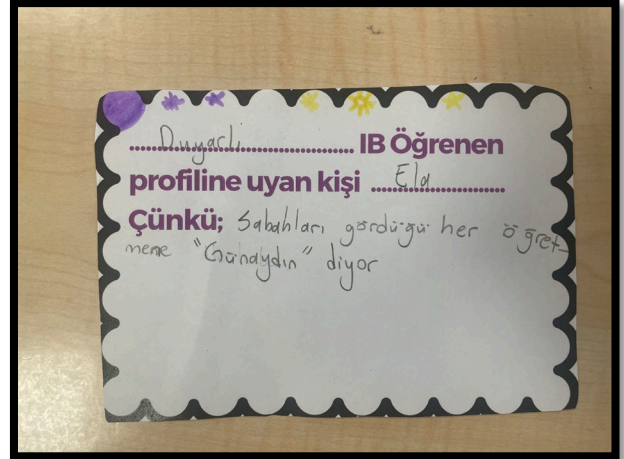 Duyarlı IB Öğrenen
profiline uyan kişi Ela
Çünkü; Sabahları gördüğü her öğret-
mene "Günaydın" diyor